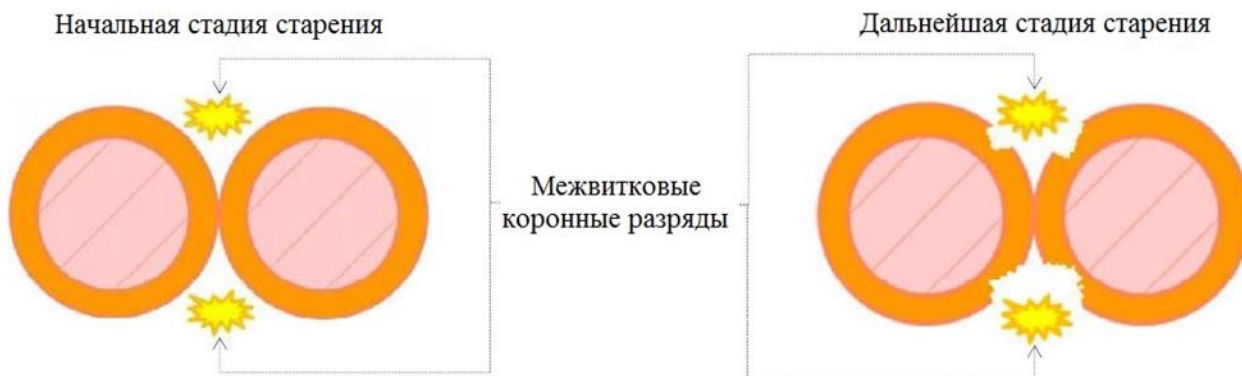 Начальная стадия старения
Дальнейшая стадия старения
Межвитковые
коронные разряды